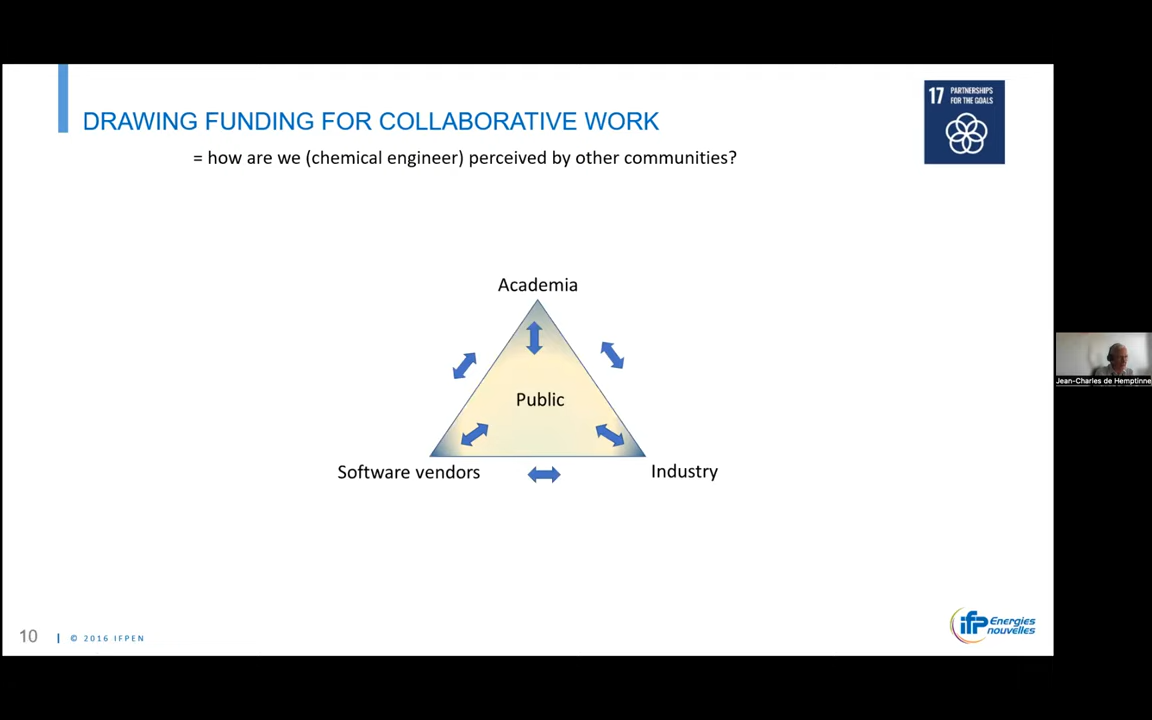 DRAWING FUNDING FOR COLLABORATIVE WORK
= how are we (chemical engineer) perceived by other communities?
17 PARTNERSHIPS
FOR THE GOALS
Academia
Public
Software vendors
Industry
Jean-Charles de Hemptinne
10
© 2016 IFPEN
ifp Energies
nouvelles